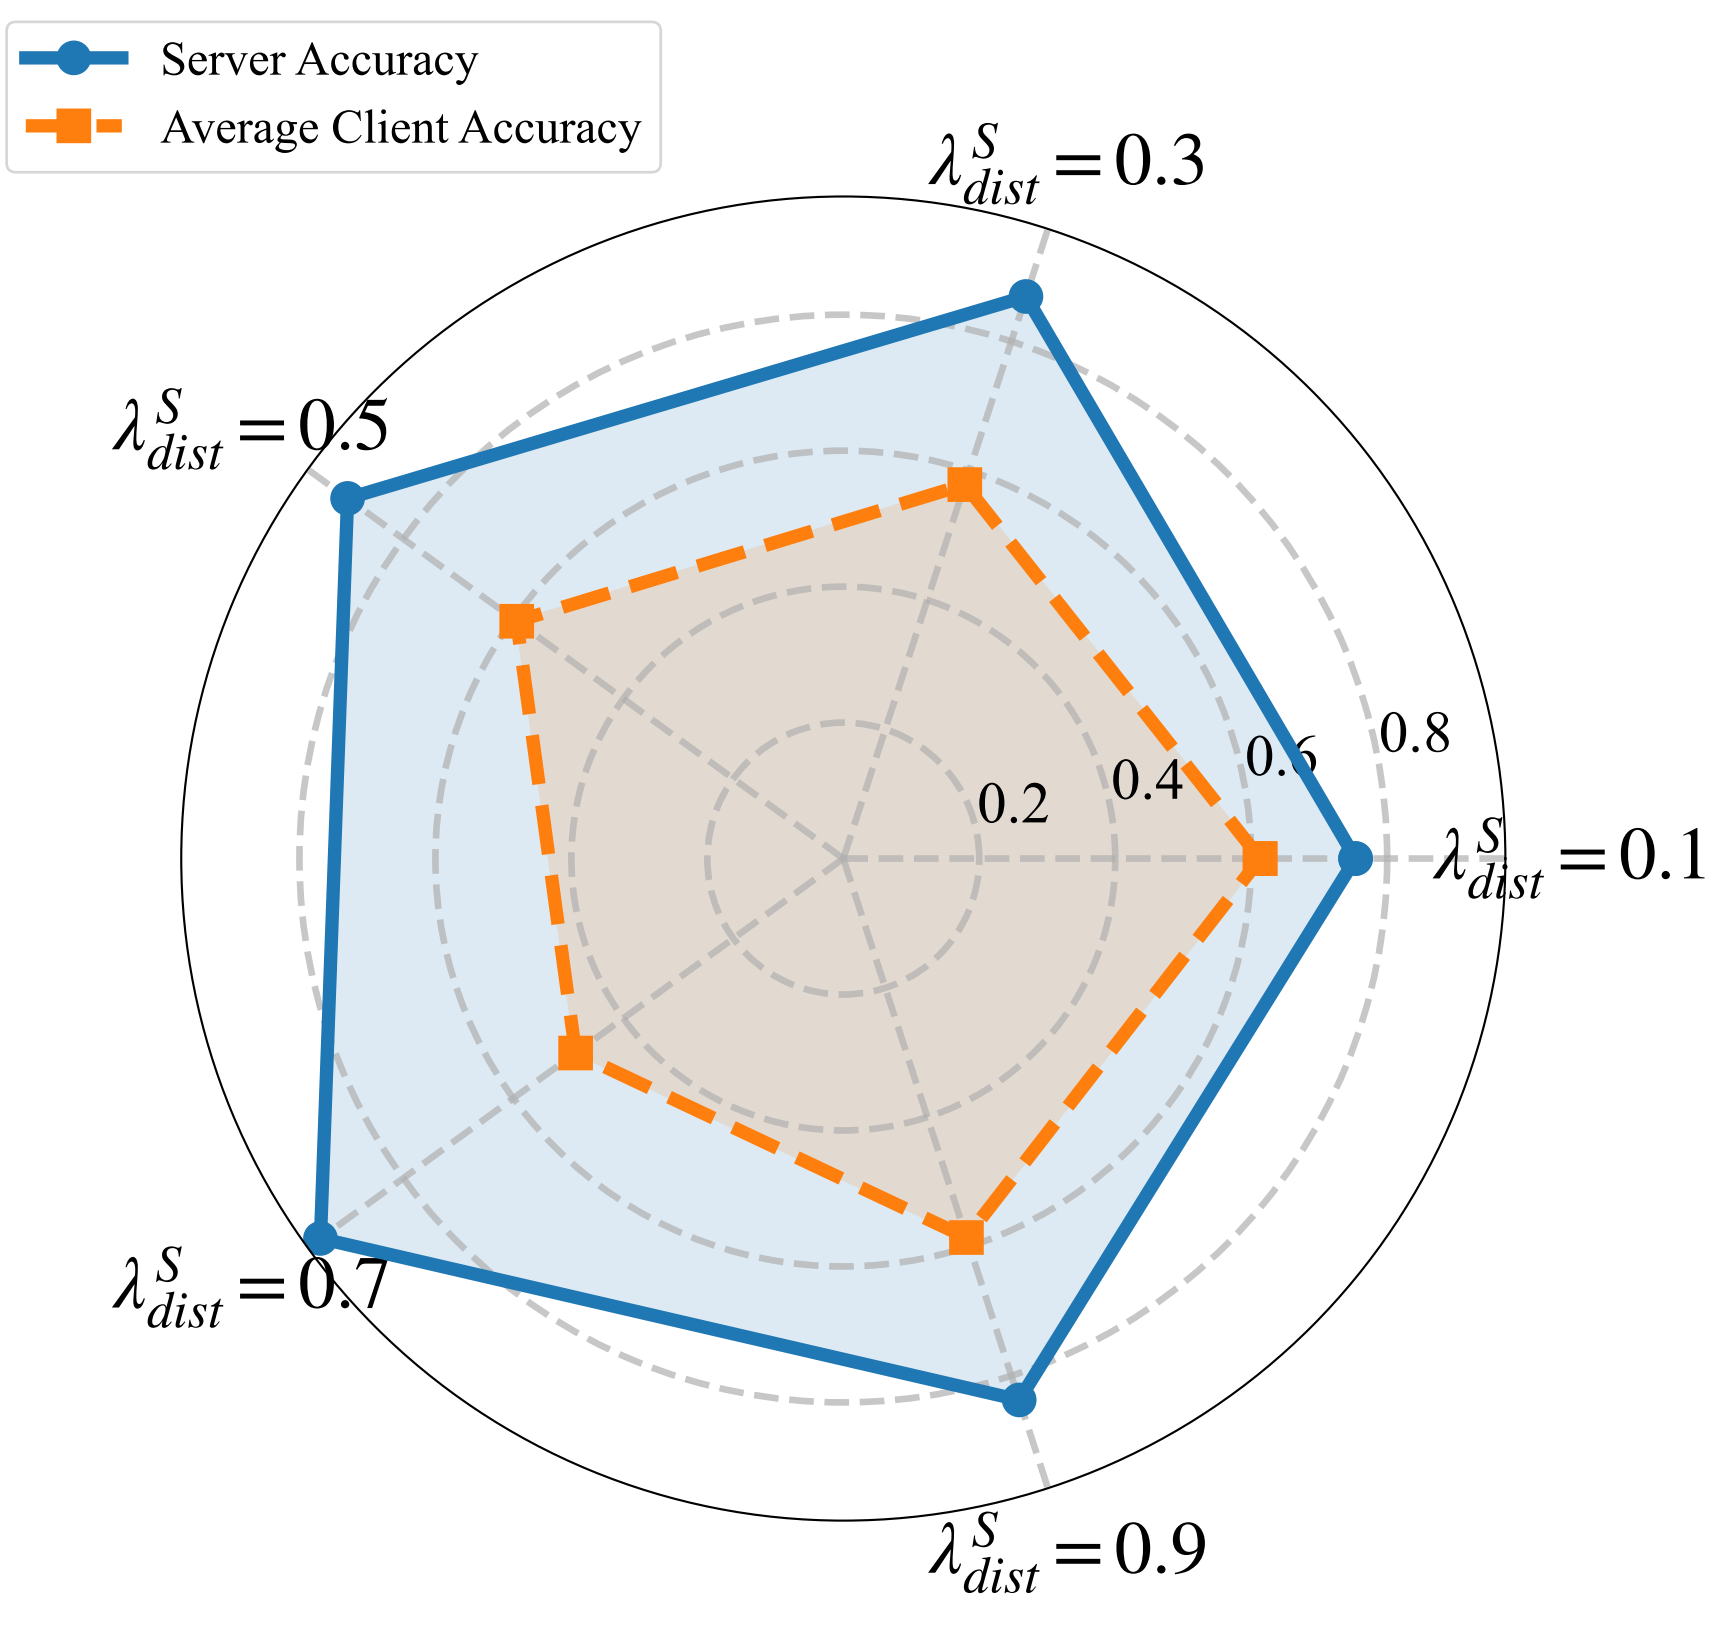 Server Accuracy
Average Client Accuracy
λ^S_dist = 0.3
λ^S_dist = 0.5
0.8
0.6
0.4
0.2
λ^S_dist = 0.1
λ^S_dist = 0.7
λ^S_dist = 0.9